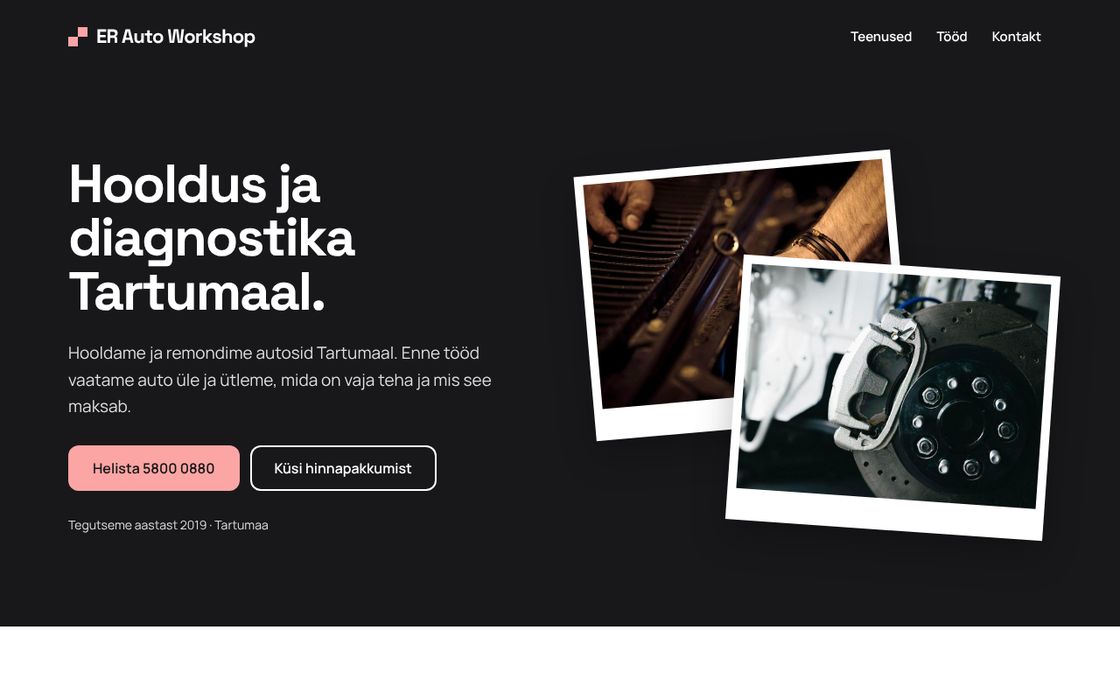 ER Auto Workshop
Teenused
Tööd
Kontakt
Hooldus ja
diagnostika
Tartumaal.
Hooldame ja remondime autosid Tartumaal. Enne tööd
vaatame auto üle ja ütleme, mida on vaja teha ja mis see
maksab.
Helista 5800 0880
Küsi hinnapakkumist
Tegutseme aastast 2019 · Tartumaa